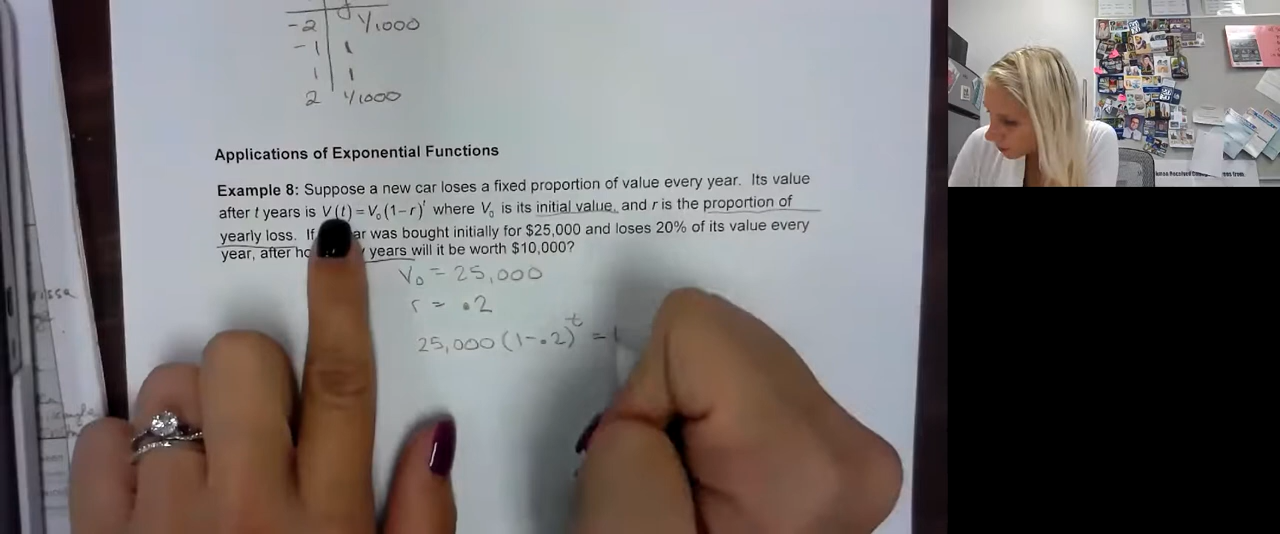 -2 1/1000
-1 1
1 1
2 1/1000
Applications of Exponential Functions
Example 8: Suppose a new car loses a fixed proportion of value every year. Its value
after t years is V(t) = V₀(1-r)ᵗ where V₀ is its initial value, and r is the proportion of
yearly loss. If was bought initially for $25,000 and loses 20% of its value every
year, after years will it be worth $10,000?
V₀ = 25,000
r = .2
25,000(1-.2)ᵗ =